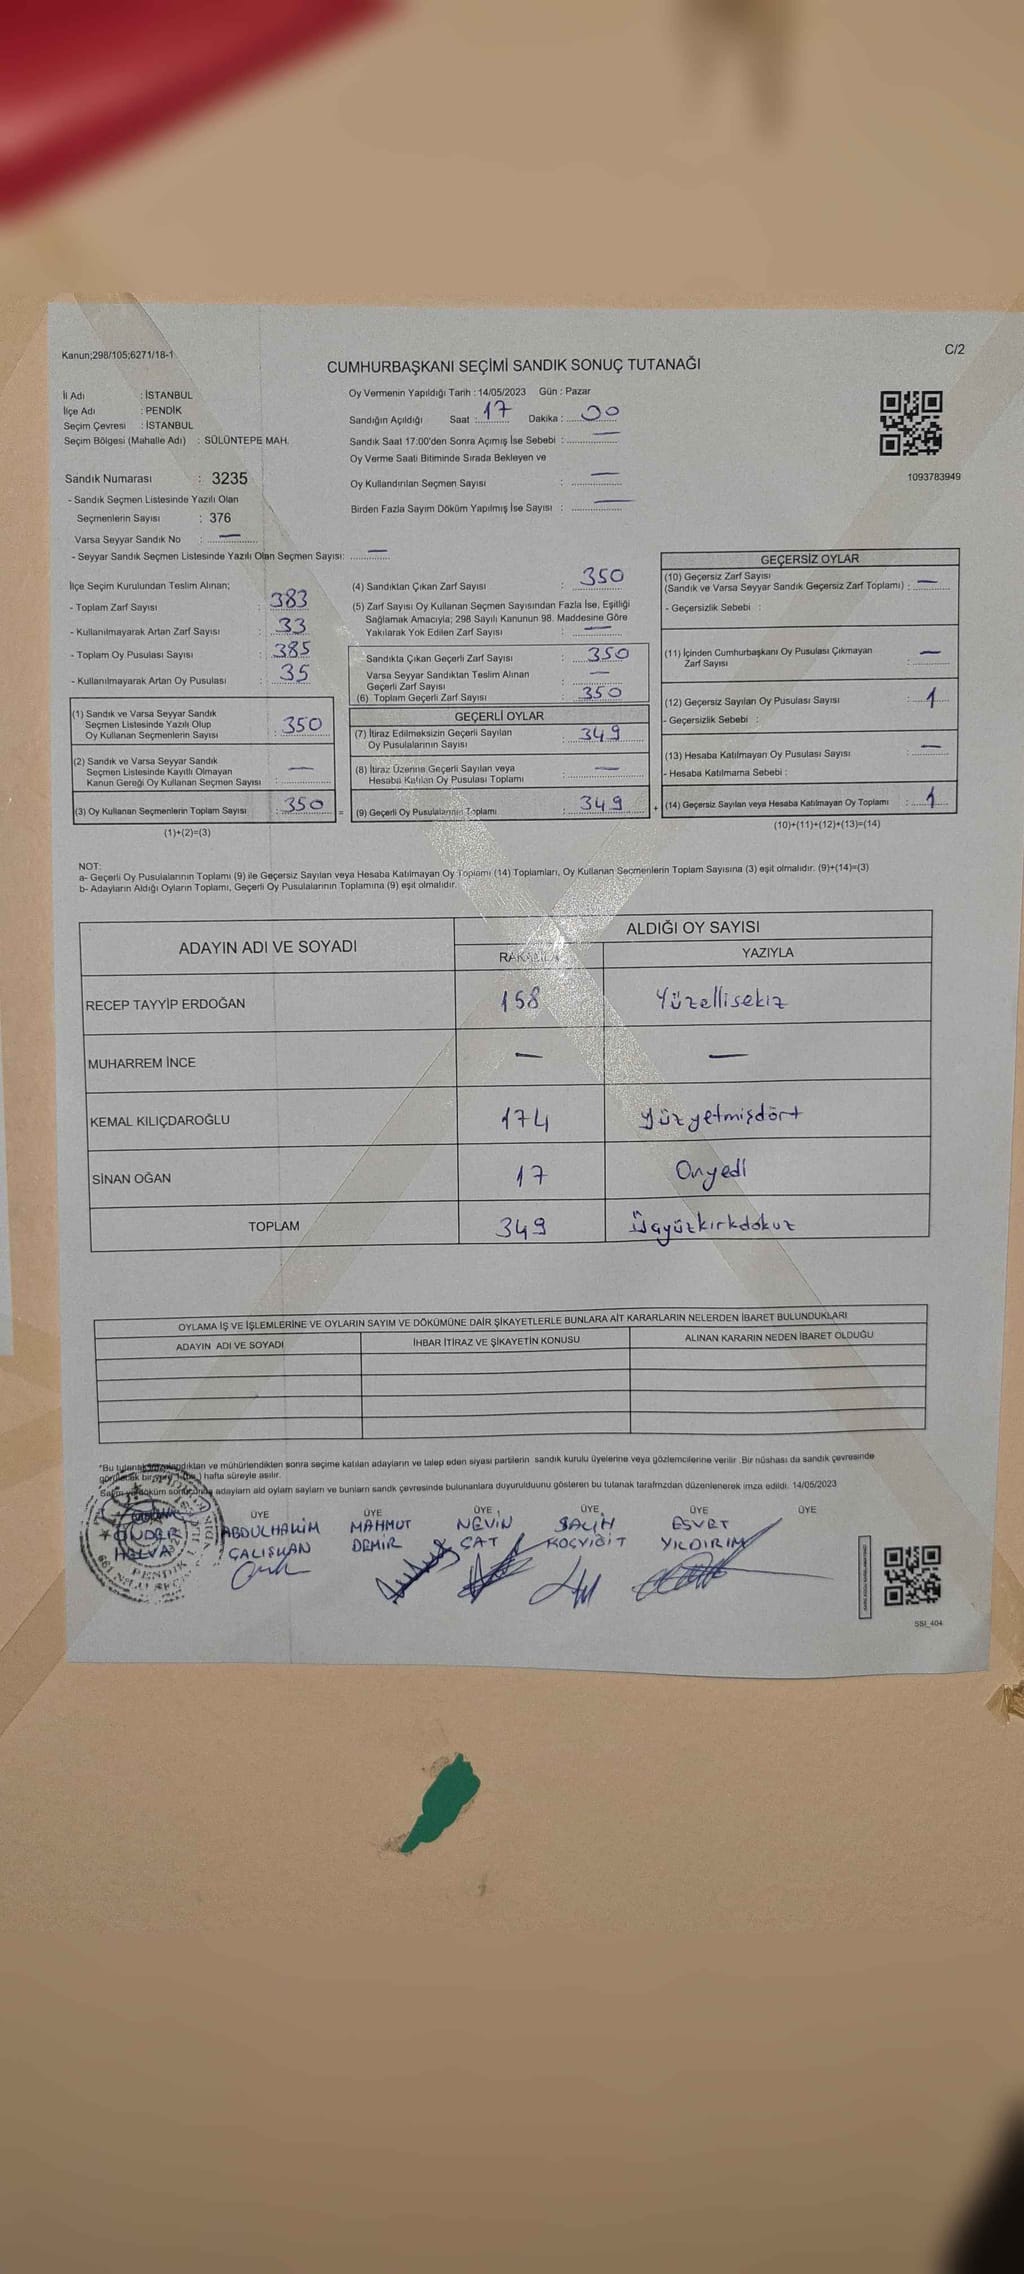 Kanun;298/105;6271/18-1
C/2
CUMHURBAŞKANI SEÇİMİ SANDIK SONUÇ TUTANAĞI
İl Adı : İSTANBUL
İlçe Adı : PENDİK
Seçim Çevresi : İSTANBUL
Seçim Bölgesi (Mahalle Adı) : SÜLÜNTEPE MAH.
Sandık Numarası : 3235
- Sandık Seçmen Listesinde Yazılı Olan
Seçmenlerin Sayısı : 376
Varsa Seyyar Sandık No : —
- Seyyar Sandık Seçmen Listesinde Yazılı Olan Seçmen Sayısı: —
Oy Vermenin Yapıldığı Tarih : 14/05/2023 Gün : Pazar
Sandığın Açıldığı Saat : 17 Dakika : 00
Sandık Saat 17:00'den Sonra Açımış İse Sebebi : —
Oy Verme Saati Bitiminde Sırada Bekleyen ve
Oy Kullandırılan Seçmen Sayısı : —
Birden Fazla Sayım Döküm Yapılmış İse Sayısı : —
1093783949
İlçe Seçim Kurulundan Teslim Alınan;
- Toplam Zarf Sayısı : 383
- Kullanılmayarak Artan Zarf Sayısı : 33
- Toplam Oy Pusulası Sayısı : 385
- Kullanılmayarak Artan Oy Pusulası : 35
(1) Sandık ve Varsa Seyyar Sandık
Seçmen Listesinde Yazılı Olup
Oy Kullanan Seçmenlerin Sayısı : 350
(2) Sandık ve Varsa Seyyar Sandık
Seçmen Listesinde Kayıtlı Olmayan
Kanun Gereği Oy Kullanan Seçmen Sayısı : —
(3) Oy Kullanan Seçmenlerin Toplam Sayısı : 350 =
(1)+(2)=(3)
(4) Sandıktan Çıkan Zarf Sayısı : 350
(5) Zarf Sayısı Oy Kullanan Seçmen Sayısından Fazla İse, Eşitliği
Sağlamak Amacıyla; 298 Sayılı Kanunun 98. Maddesine Göre
Yakılarak Yok Edilen Zarf Sayısı : —
Sandıkta Çıkan Geçerli Zarf Sayısı : 350
Varsa Seyyar Sandıktan Teslim Alınan
Geçerli Zarf Sayısı : —
(6) Toplam Geçerli Zarf Sayısı : 350
GEÇERLİ OYLAR
(7) İtiraz Edilmeksizin Geçerli Sayılan
Oy Pusulalarının Sayısı : 349
(8) İtiraz Üzerine Geçerli Sayılan veya
Hesaba Katılan Oy Pusulası Toplamı : —
(9) Geçerli Oy Pusulalarının Toplamı : 349 +
GEÇERSİZ OYLAR
(10) Geçersiz Zarf Sayısı
(Sandık ve Varsa Seyyar Sandık Geçersiz Zarf Toplamı) : —
- Geçersizlik Sebebi :
(11) İçinden Cumhurbaşkanı Oy Pusulası Çıkmayan
Zarf Sayısı : —
(12) Geçersiz Sayılan Oy Pusulası Sayısı : 1
- Geçersizlik Sebebi :
(13) Hesaba Katılmayan Oy Pusulası Sayısı : —
- Hesaba Katılmama Sebebi :
(14) Geçersiz Sayılan veya Hesaba Katılmayan Oy Toplamı : 1
(10)+(11)+(12)+(13)=(14)
NOT:
a- Geçerli Oy Pusulalarının Toplamı (9) ile Geçersiz Sayılan veya Hesaba Katılmayan Oy Toplamı (14) Toplamları, Oy Kullanan Secmenlerin Toplam Sayısına (3) eşit olmalıdır. (9)+(14)=(3)
b- Adayların Aldığı Oyların Toplamı, Geçerli Oy Pusulalarının Toplamına (9) eşit olmalıdır.
ADAYIN ADI VE SOYADI
ALDIĞI OY SAYISI
RAKAMLA YAZIYLA
RECEP TAYYİP ERDOĞAN 158 Yüzellisekiz
MUHARREM İNCE — —
KEMAL KILIÇDAROĞLU 174 Yüzyetmişdört
SİNAN OĞAN 17 Onyedi
TOPLAM 349 Üçyüzkırkdokuz
OYLAMA İŞ VE İŞLEMLERİNE VE OYLARIN SAYIM VE DÖKÜMÜNE DAİR ŞİKAYETLERLE BUNLARA AİT KARARLARIN NELERDEN İBARET BULUNDUKLARI
ADAYIN ADI VE SOYADI İHBAR İTİRAZ VE ŞİKAYETİN KONUSU ALINAN KARARIN NEDEN İBARET OLDUĞU
*Bu tutanak ve mühürlendikten sonra seçime katılan adayların ve talep eden siyasi partilerin sandık kurulu üyelerine veya gözlemcilerine verilir .Bir nüshası da sandık çevresinde
hafta süreyle asılır.
adayların ald oyların sayları ve bunların sandık çevresinde bulunanlara duyurulduunu gösteren bu tutanak tarafmzdan düzenlenerek imza edildi. 14/05/2023
ÜYE ÜYE ÜYE ÜYE ÜYE ÜYE
ÖNDER HELVA
ABDULHAKİM ÇALIŞKAN
MAHMUT DEMİR
NEVİN ÇAT
SALİH KOÇYİĞİT
ESVET YILDIRIM
PENDİK
SSI_404